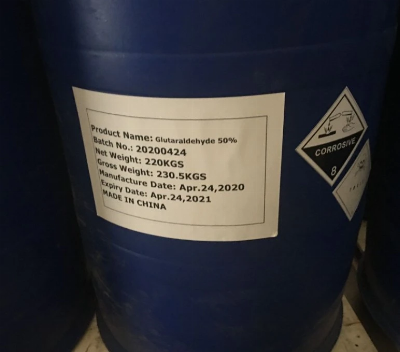 Product Name: Glutaraldehyde 50%
Batch No.: 20200424
Net Weight: 220KGS
Gross Weight: 230.5KGS
Manufacture Date: Apr.24,2020
Expiry Date: Apr.24,2021
MADE IN CHINA
CORROSIVE
8